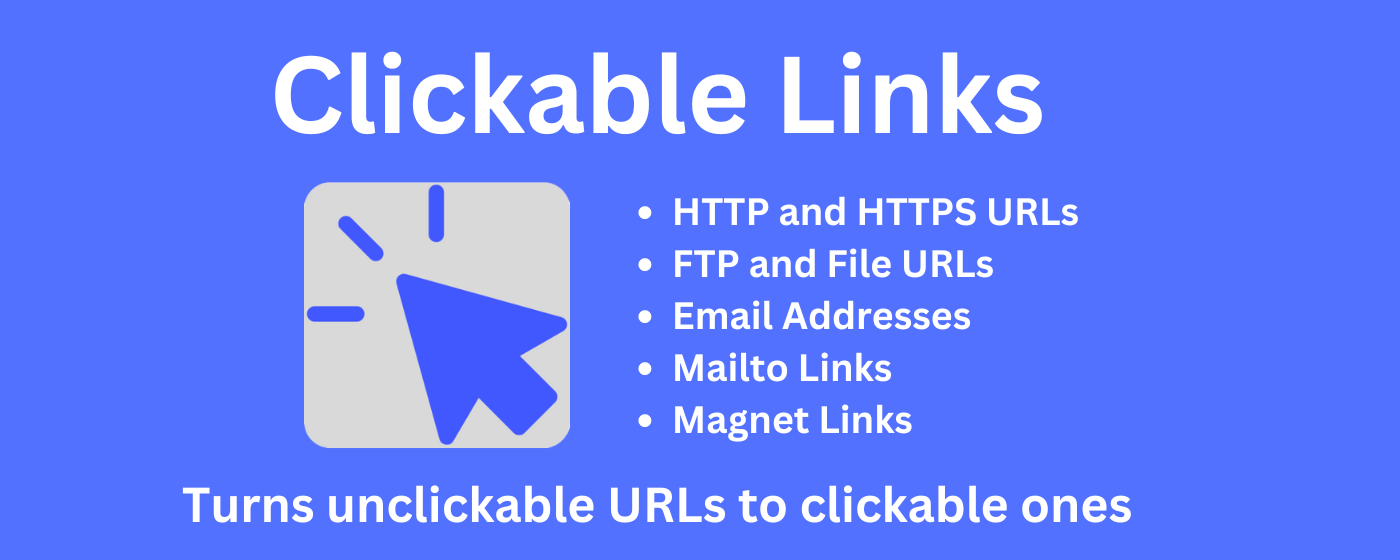 Clickable Links
HTTP and HTTPS URLs
FTP and File URLs
Email Addresses
Mailto Links
Magnet Links
Turns unclickable URLs to clickable ones